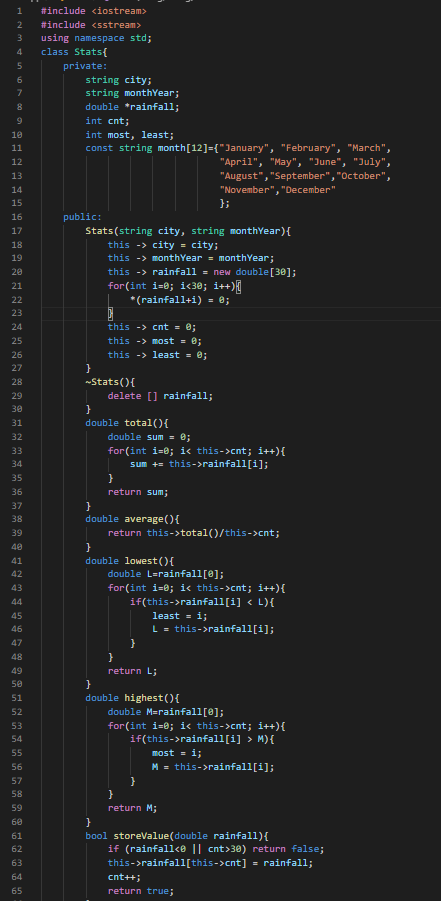 1 #include <iostream>
2 #include <sstream>
3 using namespace std;
4 class Stats{
5 private:
6 string city;
7 string monthYear;
8 double *rainfall;
9 int cnt;
10 int most, least;
11 const string month[12]={"January", "February", "March",
12 "April", "May", "June", "July",
13 "August","September","October",
14 "November","December"
15 };
16 public:
17 Stats(string city, string monthYear){
18 this -> city = city;
19 this -> monthYear = monthYear;
20 this -> rainfall = new double[30];
21 for(int i=0; i<30; i++){
22 *(rainfall+i) = 0;
23 }
24 this -> cnt = 0;
25 this -> most = 0;
26 this -> least = 0;
27 }
28 ~Stats(){
29 delete [] rainfall;
30 }
31 double total(){
32 double sum = 0;
33 for(int i=0; i< this->cnt; i++){
34 sum += this->rainfall[i];
35 }
36 return sum;
37 }
38 double average(){
39 return this->total()/this->cnt;
40 }
41 double lowest(){
42 double L=rainfall[0];
43 for(int i=0; i< this->cnt; i++){
44 if(this->rainfall[i] < L){
45 least = i;
46 L = this->rainfall[i];
47 }
48 }
49 return L;
50 }
51 double highest(){
52 double M=rainfall[0];
53 for(int i=0; i< this->cnt; i++){
54 if(this->rainfall[i] > M){
55 most = i;
56 M = this->rainfall[i];
57 }
58 }
59 return M;
60 }
61 bool storeValue(double rainfall){
62 if (rainfall<0 || cnt>30) return false;
63 this->rainfall[this->cnt] = rainfall;
64 cnt++;
65 return true;